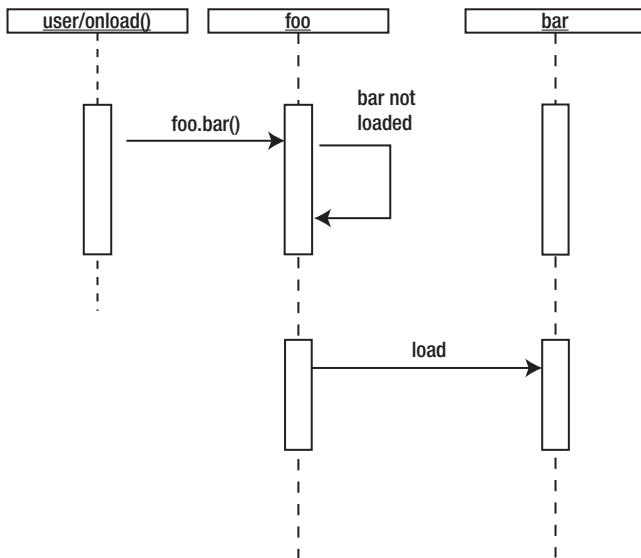 user/onload()
foo
bar
foo.bar()
bar not
loaded
load